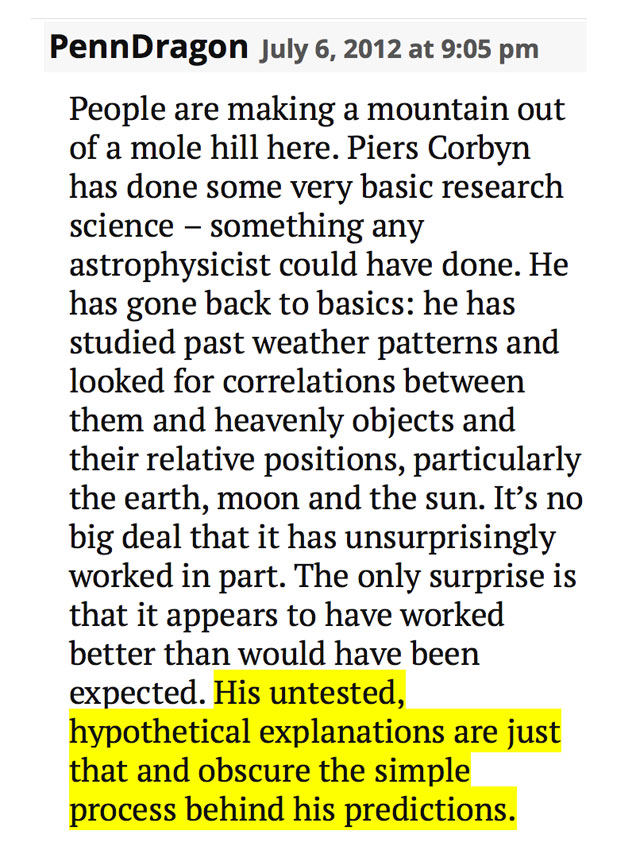 PennDragon July 6, 2012 at 9:05 pm
People are making a mountain out
of a mole hill here. Piers Corbyn
has done some very basic research
science – something any
astrophysicist could have done. He
has gone back to basics: he has
studied past weather patterns and
looked for correlations between
them and heavenly objects and
their relative positions, particularly
the earth, moon and the sun. It’s no
big deal that it has unsurprisingly
worked in part. The only surprise is
that it appears to have worked
better than would have been
expected. His untested,
hypothetical explanations are just
that and obscure the simple
process behind his predictions.